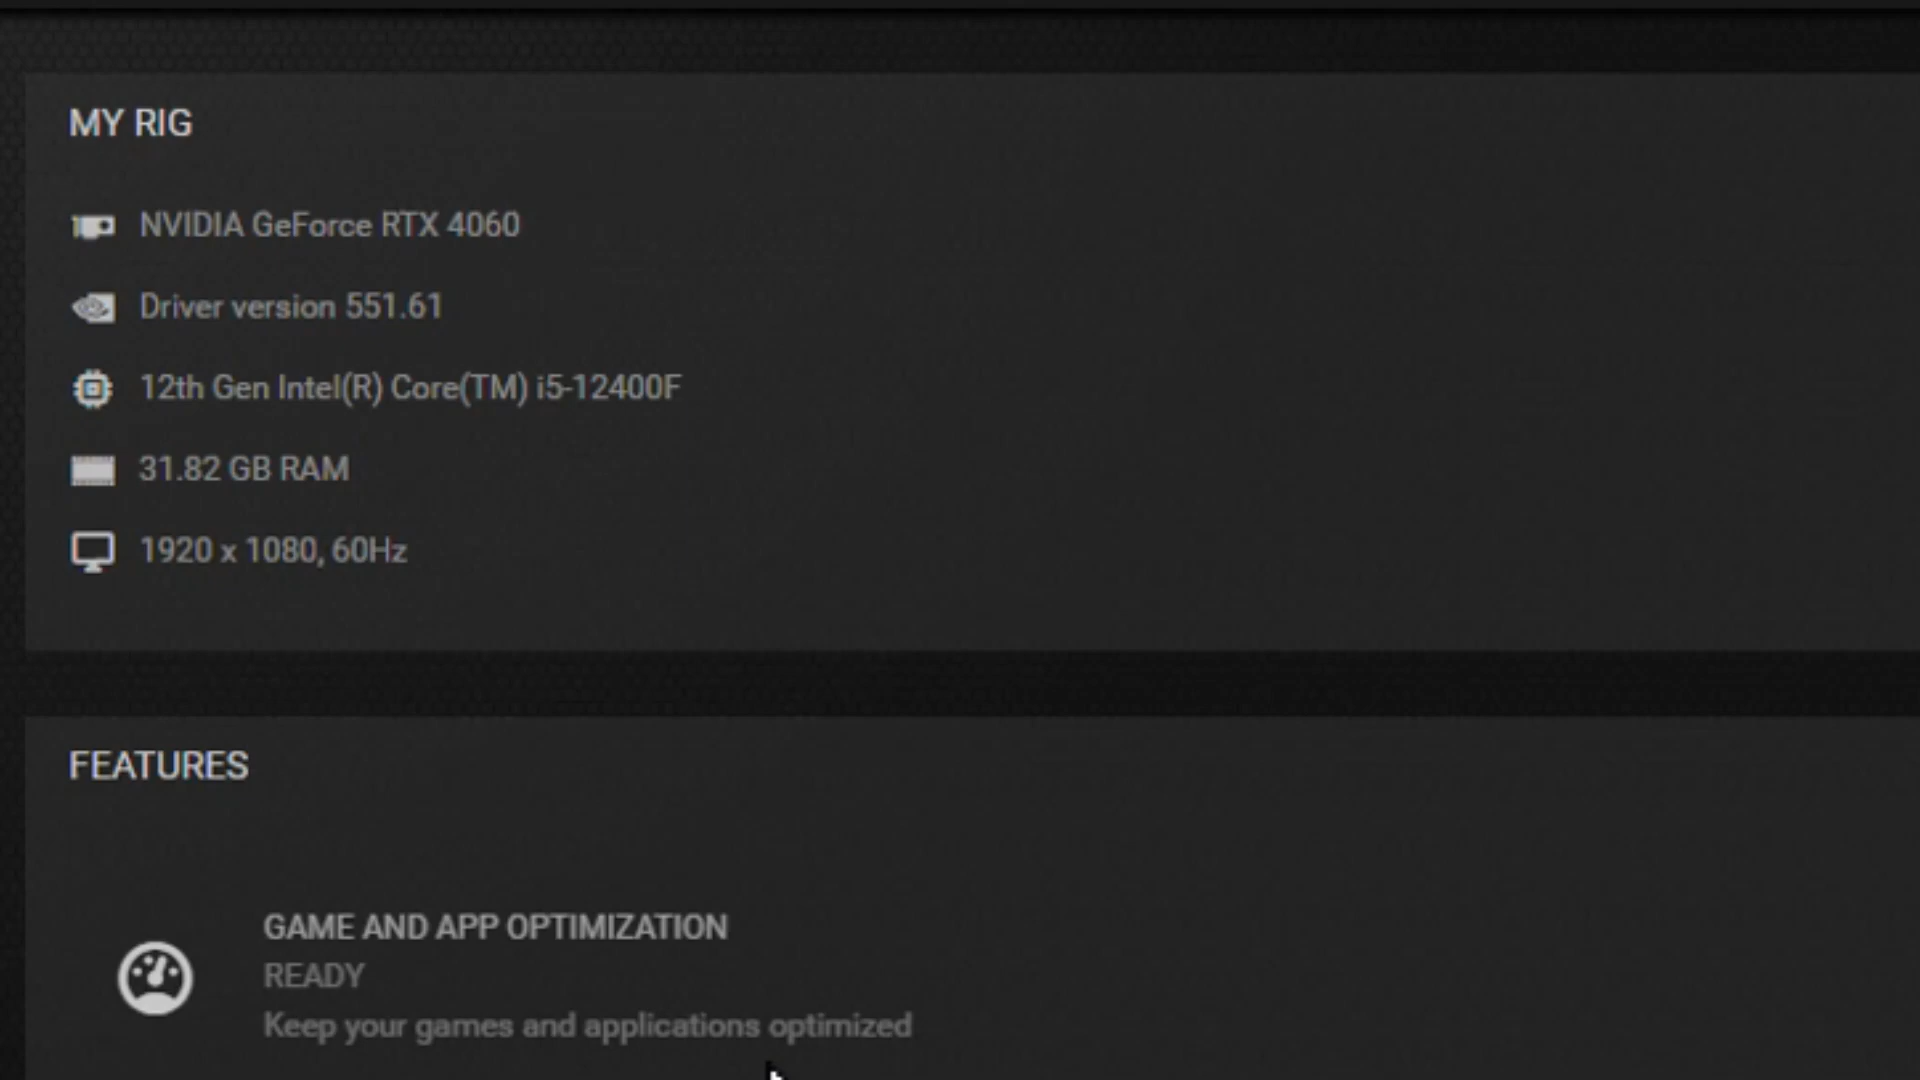 MY RIG
NVIDIA GeForce RTX 4060
Driver version 551.61
12th Gen Intel(R) Core(TM) i5-12400F
31.82 GB RAM
1920 x 1080, 60Hz
FEATURES
GAME AND APP OPTIMIZATION
READY
Keep your games and applications optimized